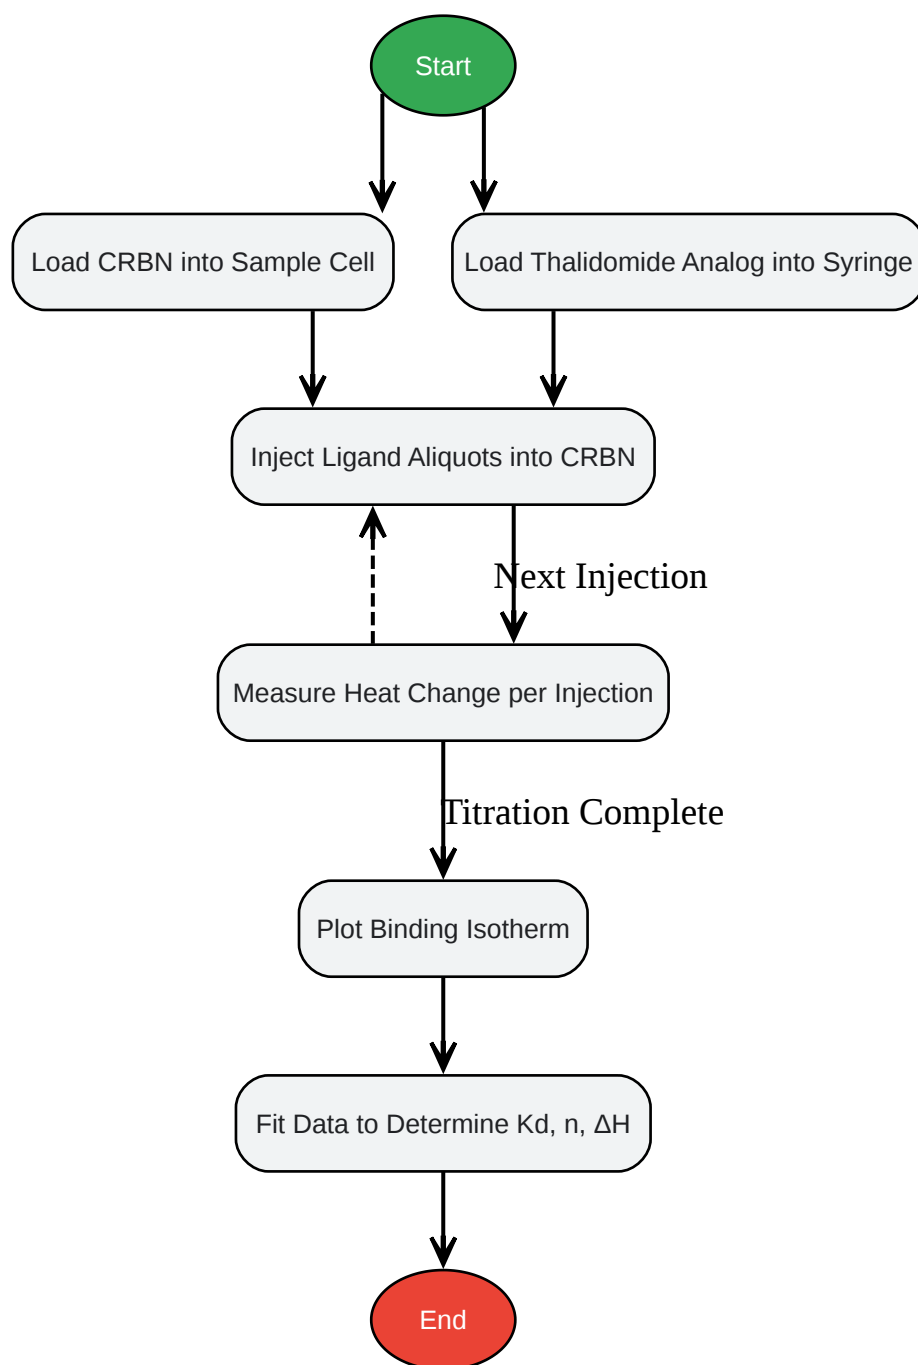 Start
Load CRBN into Sample Cell
Load Thalidomide Analog into Syringe
Inject Ligand Aliquots into CRBN
Next Injection
Measure Heat Change per Injection
Titration Complete
Plot Binding Isotherm
Fit Data to Determine Kd, n, ΔH
End